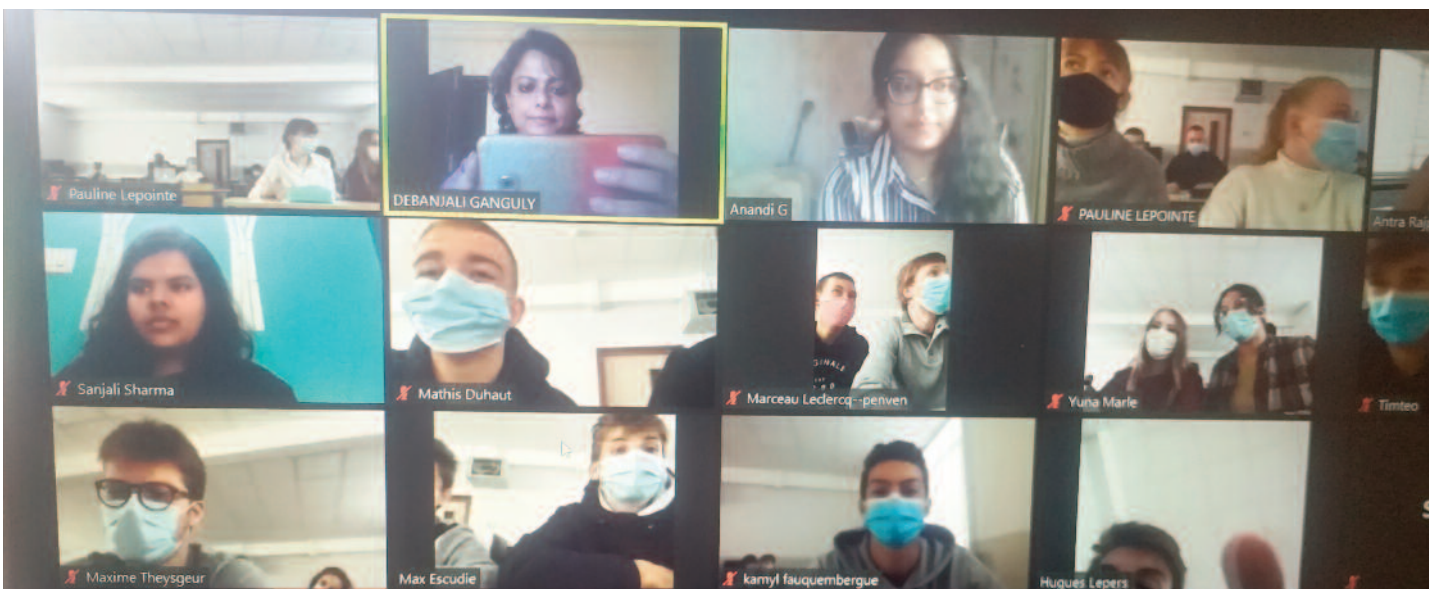 Pauline Lepointe
DEBANJALI GANGULY
Anandi G
PAULINE LEPOINTE
Antra
Sanjali Sharma
Mathis Duhaut
Marceau Leclercq--penven
Yuna Marle
Timteo
Maxime Theysgeur
Max Escudie
kamyl fauquembergue
Hugues Lepers